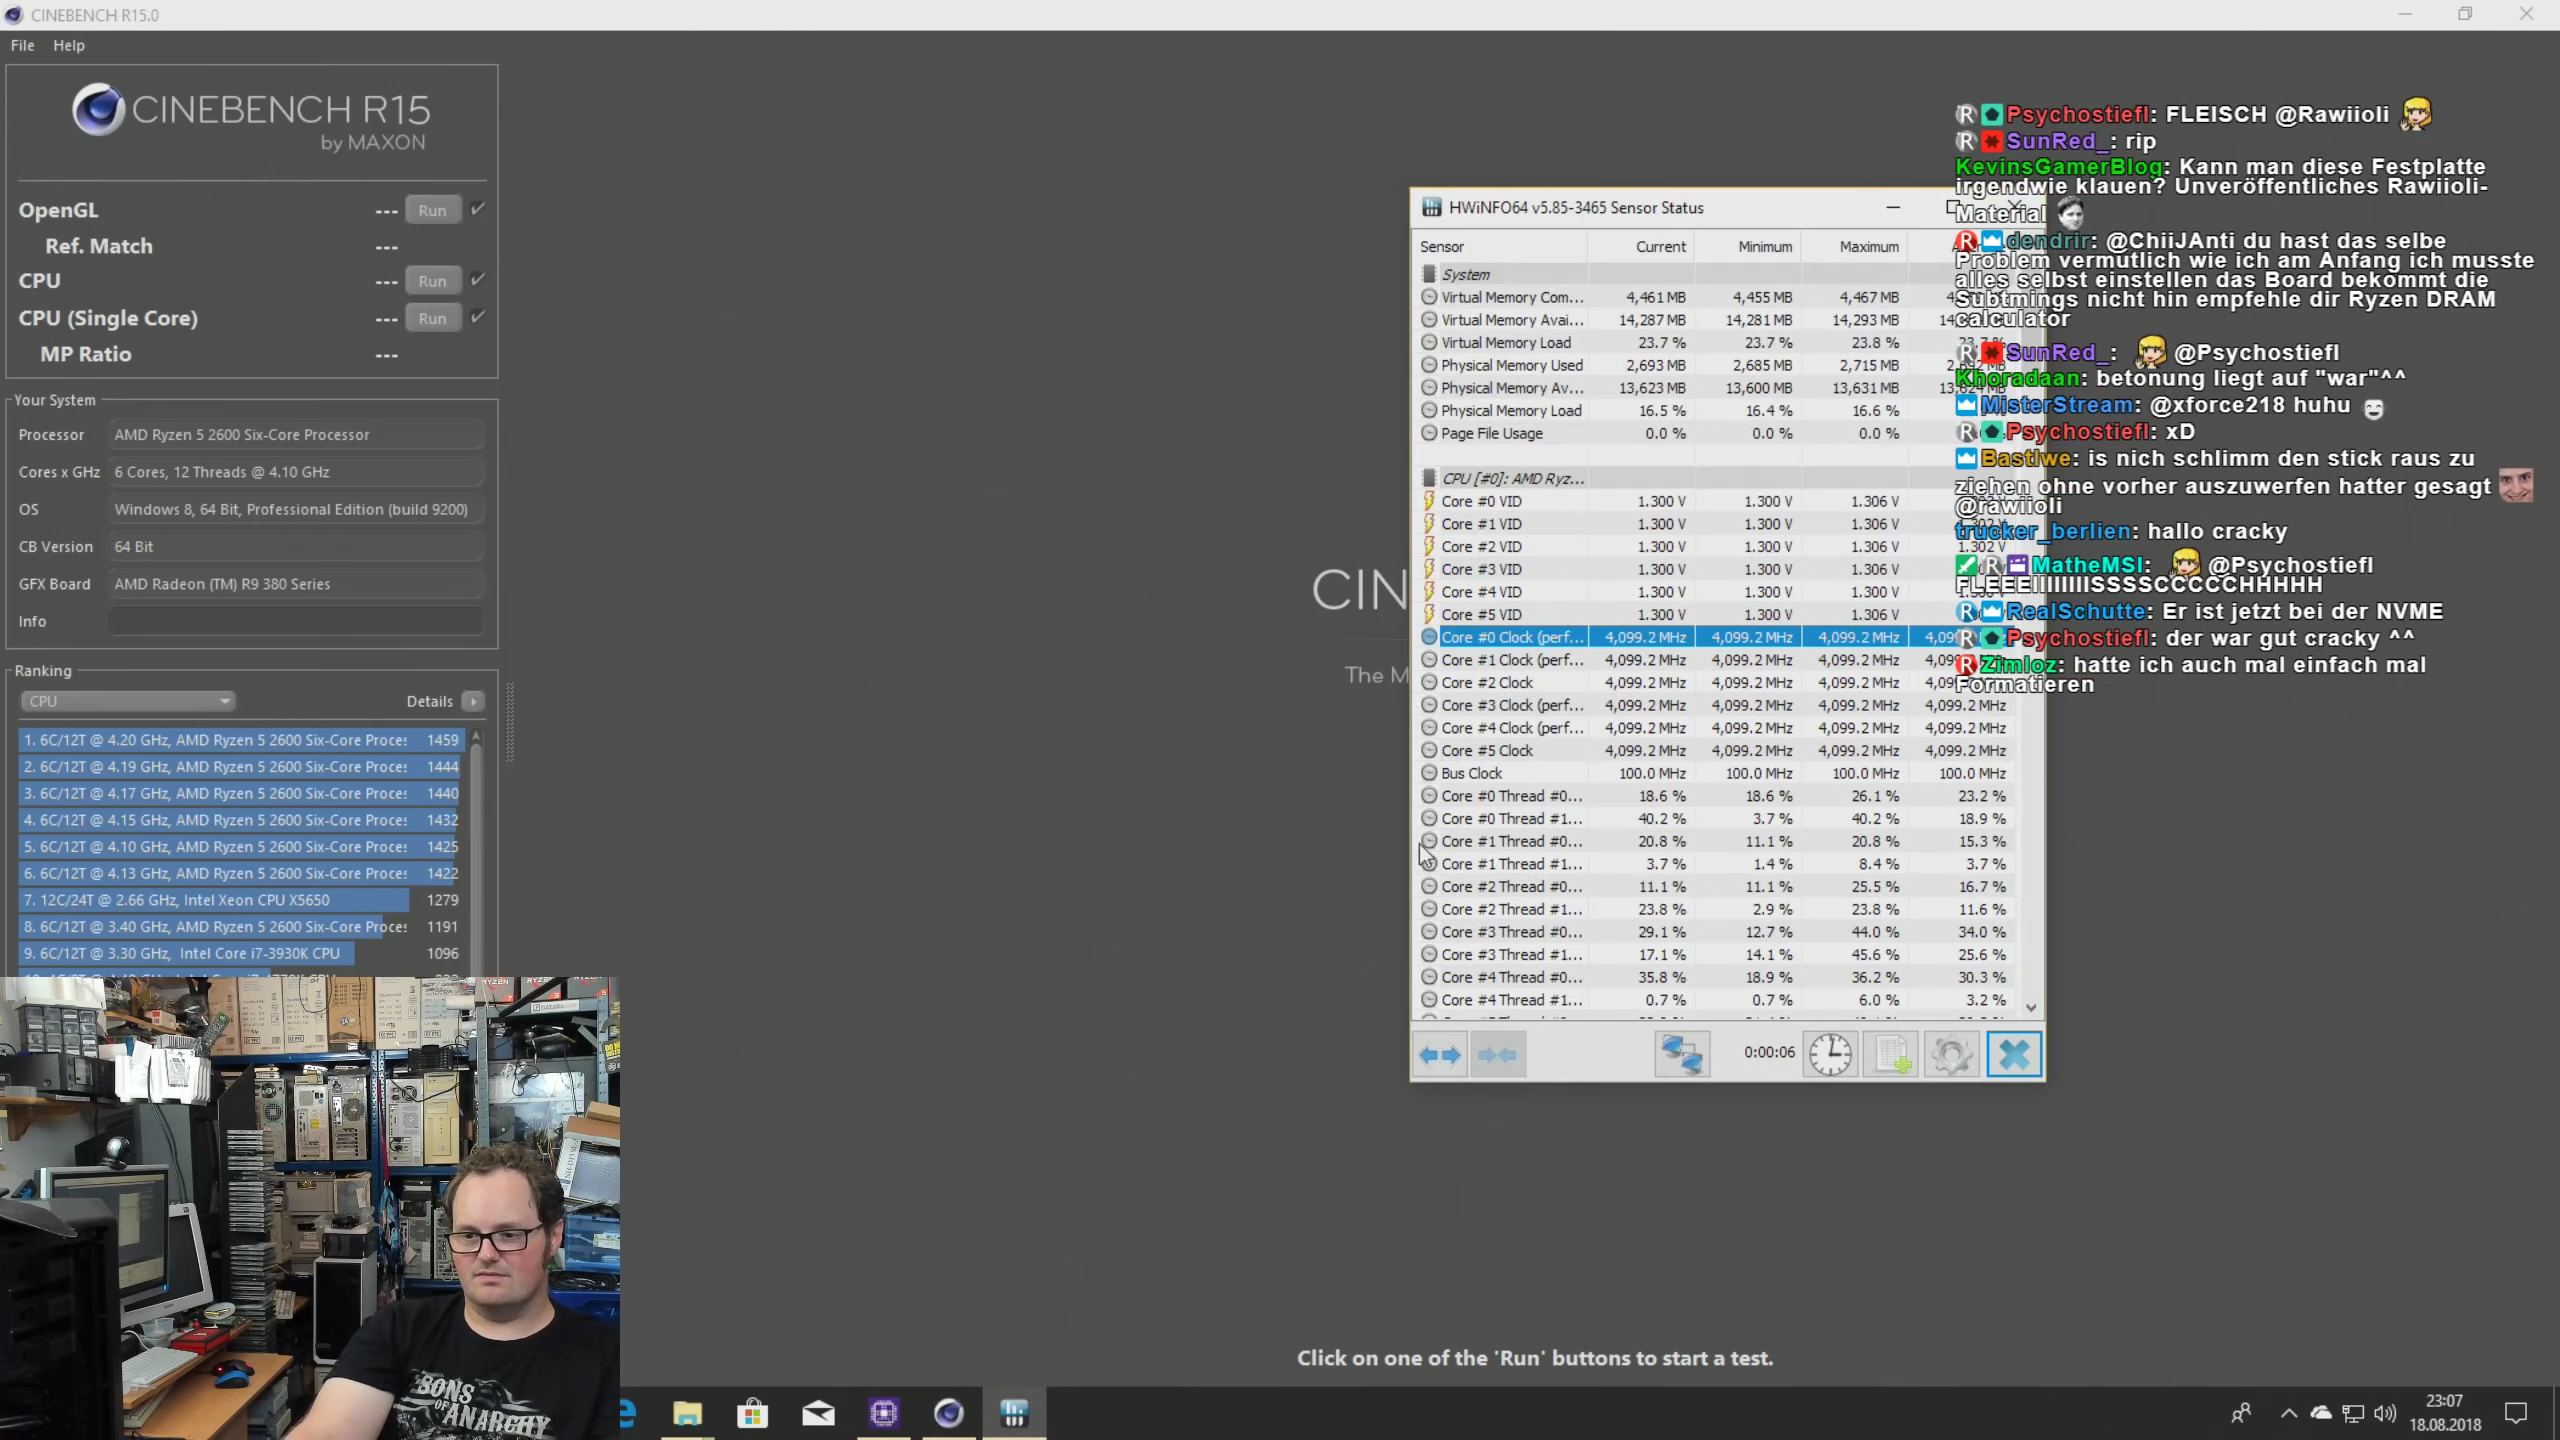 CINEBENCH R15.0
File Help
CINEBENCH R15
by MAXON
OpenGL --- Run
Ref. Match ---
CPU --- Run
CPU (Single Core) --- Run
MP Ratio ---
Your System
Processor AMD Ryzen 5 2600 Six-Core Processor
Cores x GHz 6 Cores, 12 Threads @ 4.10 GHz
OS Windows 8, 64 Bit, Professional Edition (build 9200)
CB Version 64 Bit
GFX Board AMD Radeon (TM) R9 380 Series
Info
Ranking
CPU Details
1. 6C/12T @ 4.20 GHz, AMD Ryzen 5 2600 Six-Core Proces 1459
2. 6C/12T @ 4.19 GHz, AMD Ryzen 5 2600 Six-Core Proces 1444
3. 6C/12T @ 4.17 GHz, AMD Ryzen 5 2600 Six-Core Proces 1440
4. 6C/12T @ 4.15 GHz, AMD Ryzen 5 2600 Six-Core Proces 1432
5. 6C/12T @ 4.10 GHz, AMD Ryzen 5 2600 Six-Core Proces 1425
6. 6C/12T @ 4.13 GHz, AMD Ryzen 5 2600 Six-Core Proces 1422
7. 12C/24T @ 2.66 GHz, Intel Xeon CPU X5650 1279
8. 6C/12T @ 3.40 GHz, AMD Ryzen 5 2600 Six-Core Proces 1191
9. 6C/12T @ 3.30 GHz, Intel Core i7-3930K CPU 1096
CIN
The M
HWiNFO64 v5.85-3465 Sensor Status
Sensor Current Minimum Maximum
System
Virtual Memory Com... 4,461 MB 4,455 MB 4,467 MB
Virtual Memory Avai... 14,287 MB 14,281 MB 14,293 MB
Virtual Memory Load 23.7 % 23.7 % 23.8 %
Physical Memory Used 2,693 MB 2,685 MB 2,715 MB
Physical Memory Av... 13,623 MB 13,600 MB 13,631 MB
Physical Memory Load 16.5 % 16.4 % 16.6 %
Page File Usage 0.0 % 0.0 % 0.0 %
CPU [#0]: AMD Ryz...
Core #0 VID 1.300 V 1.300 V 1.306 V
Core #1 VID 1.300 V 1.300 V 1.306 V
Core #2 VID 1.300 V 1.300 V 1.306 V 1.302 V
Core #3 VID 1.300 V 1.300 V 1.306 V
Core #4 VID 1.300 V 1.300 V 1.306 V
Core #5 VID 1.300 V 1.300 V 1.306 V
Core #0 Clock (perf... 4,099.2 MHz 4,099.2 MHz 4,099.2 MHz
Core #1 Clock (perf... 4,099.2 MHz 4,099.2 MHz 4,099.2 MHz
Core #2 Clock 4,099.2 MHz 4,099.2 MHz 4,099.2 MHz
Core #3 Clock (perf... 4,099.2 MHz 4,099.2 MHz 4,099.2 MHz 4,099.2 MHz
Core #4 Clock (perf... 4,099.2 MHz 4,099.2 MHz 4,099.2 MHz 4,099.2 MHz
Core #5 Clock 4,099.2 MHz 4,099.2 MHz 4,099.2 MHz 4,099.2 MHz
Bus Clock 100.0 MHz 100.0 MHz 100.0 MHz 100.0 MHz
Core #0 Thread #0... 18.6 % 18.6 % 26.1 % 23.2 %
Core #0 Thread #1... 40.2 % 3.7 % 40.2 % 18.9 %
Core #1 Thread #0... 20.8 % 11.1 % 20.8 % 15.3 %
Core #1 Thread #1... 3.7 % 1.4 % 8.4 % 3.7 %
Core #2 Thread #0... 11.1 % 11.1 % 25.5 % 16.7 %
Core #2 Thread #1... 23.8 % 2.9 % 23.8 % 11.6 %
Core #3 Thread #0... 29.1 % 12.7 % 44.0 % 34.0 %
Core #3 Thread #1... 17.1 % 14.1 % 45.6 % 25.6 %
Core #4 Thread #0... 35.8 % 18.9 % 36.2 % 30.3 %
Core #4 Thread #1... 0.7 % 0.7 % 6.0 % 3.2 %
0:00:06
Psychostiefl: FLEISCH @Rawiioli
SunRed_: rip
KevinsGamerBlog: Kann man diese Festplatte
irgendwie klauen? Unveröffentliches Rawiioli-
Material
dendrir: @ChiiJAnti du hast das selbe
Problem vermutlich wie ich am Anfang ich musste
alles selbst einstellen das Board bekommt die
Subtmings nicht hin empfehle dir Ryzen DRAM
calculator
SunRed_: @Psychostiefl
Khoradaan: betonung liegt auf "war"^^
MisterStream: @xforce218 huhu
Psychostiefl: xD
Bastlwe: is nich schlimm den stick raus zu
ziehen ohne vorher auszuwerfen hatter gesagt
@rawiioli
trucker_berlien: hallo cracky
MatheMSI: @Psychostiefl
FLEEEIIIIIIISSSSCCCCCHHHHH
RealSchutte: Er ist jetzt bei der NVME
Psychostiefl: der war gut cracky ^^
Zimloz: hatte ich auch mal einfach mal
Formatieren
Click on one of the 'Run' buttons to start a test.
SONS
OF ANARCHY
RYZEN
23:07
18.08.2018